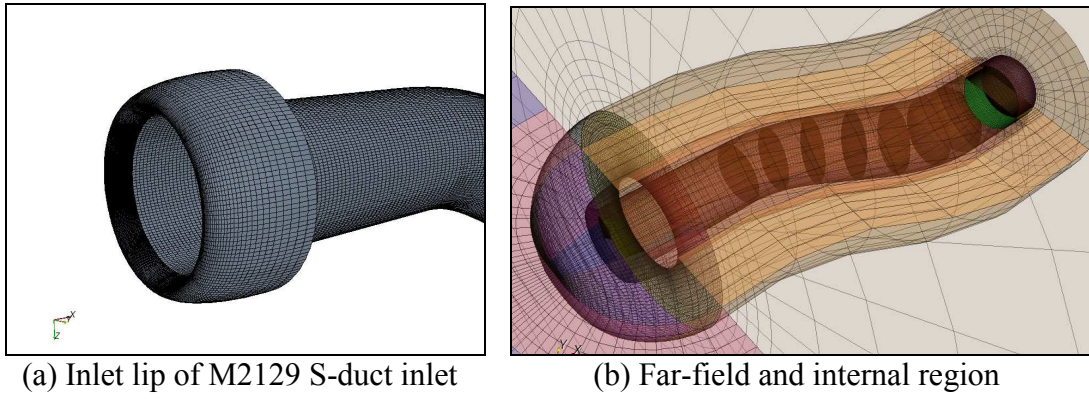 X
Z
Y X
(a) Inlet lip of M2129 S-duct inlet
(b) Far-field and internal region